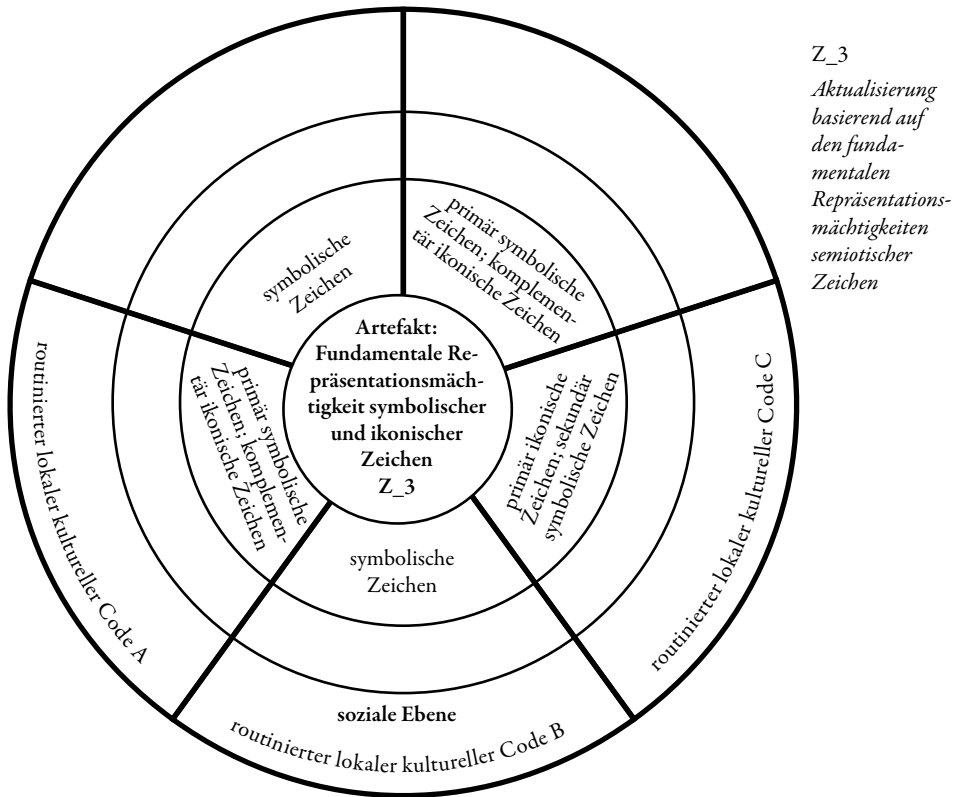 Z_3
Aktualisierung
basierend auf
den funda-
mentalen
Repräsentations-
mächtigkeiten
semiotischer
Zeichen
symbolische
Zeichen
primär symbolische
Zeichen; komplemen-
tär ikonische Zeichen
Artefakt:
Fundamentale Re-
präsentationsmäch-
tigkeit symbolischer
und ikonischer
Zeichen
Z_3
primär symbolische
Zeichen; komplemen-
tär ikonische Zeichen
primär ikonische
Zeichen; sekundär
symbolische Zeichen
symbolische
Zeichen
routinierter lokaler kultureller Code A
soziale Ebene
routinierter lokaler kultureller Code B
routinierter lokaler kultureller Code C